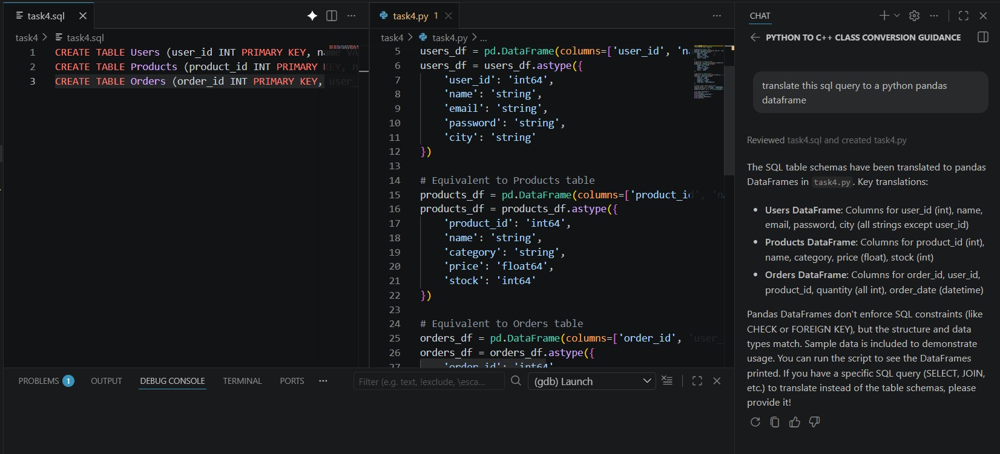 task4.sql
task4 > task4.sql
1 CREATE TABLE Users (user_id INT PRIMARY KEY, name VA
2 CREATE TABLE Products (product_id INT PRIMARY KEY, n
3 CREATE TABLE Orders (order_id INT PRIMARY KEY, user_
task4.py 1
task4 > task4.py > ...
5 users_df = pd.DataFrame(columns=['user_id', 'na
6 users_df = users_df.astype({
7 'user_id': 'int64',
8 'name': 'string',
9 'email': 'string',
10 'password': 'string',
11 'city': 'string'
12 })
13
14 # Equivalent to Products table
15 products_df = pd.DataFrame(columns=['product_id', 'na
16 products_df = products_df.astype({
17 'product_id': 'int64',
18 'name': 'string',
19 'category': 'string',
20 'price': 'float64',
21 'stock': 'int64'
22 })
23
24 # Equivalent to Orders table
25 orders_df = pd.DataFrame(columns=['order_id', 'user_
26 orders_df = orders_df.astype({
27 'order_id': 'int64'
PROBLEMS 1 OUTPUT DEBUG CONSOLE TERMINAL PORTS ...
Filter (e.g. text, !exclude, \esca...
(gdb) Launch
CHAT
PYTHON TO C++ CLASS CONVERSION GUIDANCE
translate this sql query to a python pandas
dataframe
Reviewed task4.sql and created task4.py
The SQL table schemas have been translated to pandas
DataFrames in task4.py. Key translations:
• Users DataFrame: Columns for user_id (int), name,
email, password, city (all strings except user_id)
• Products DataFrame: Columns for product_id (int),
name, category, price (float), stock (int)
• Orders DataFrame: Columns for order_id, user_id,
product_id, quantity (all int), order_date (datetime)
Pandas DataFrames don't enforce SQL constraints (like
CHECK or FOREIGN KEY), but the structure and data
types match. Sample data is included to demonstrate
usage. You can run the script to see the DataFrames
printed. If you have a specific SQL query (SELECT, JOIN,
etc.) to translate instead of the table schemas, please
provide it!